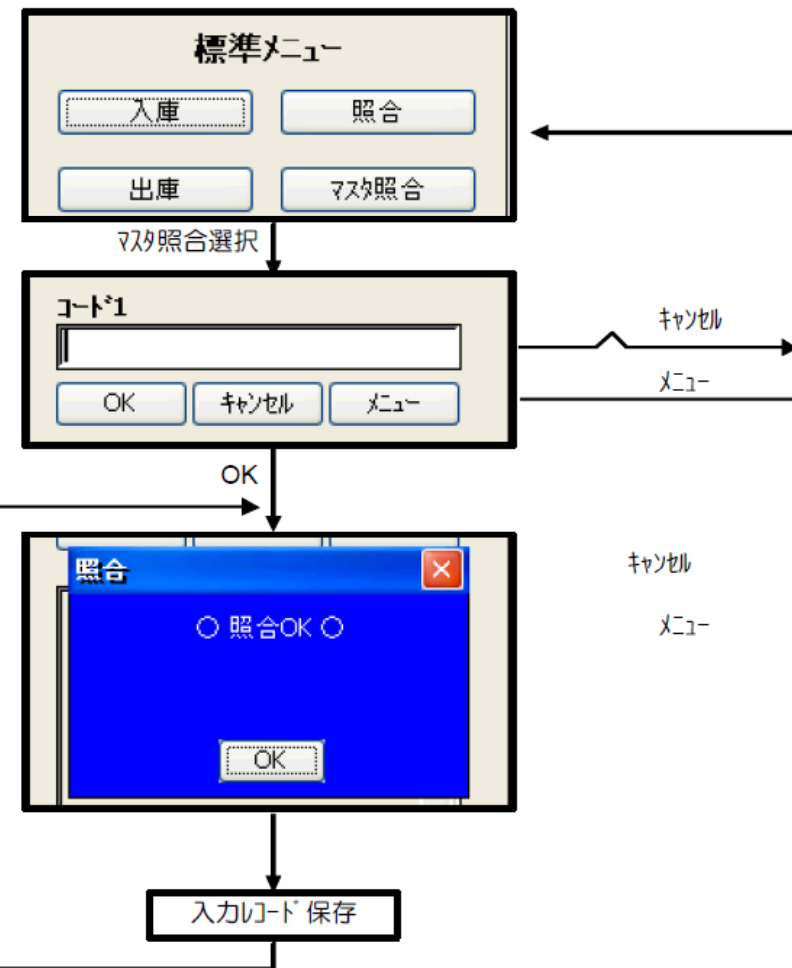 標準ﾒﾆｭｰ
入庫
照合
出庫
ﾏｽﾀ照合
ﾏｽﾀ照合選択
ｺｰﾄﾞ1
OK
ｷｬﾝｾﾙ
ﾒﾆｭｰ
ｷｬﾝｾﾙ
ﾒﾆｭｰ
OK
照合
○ 照合OK ○
OK
ｷｬﾝｾﾙ
ﾒﾆｭｰ
入力ﾚｺｰﾄﾞ保存